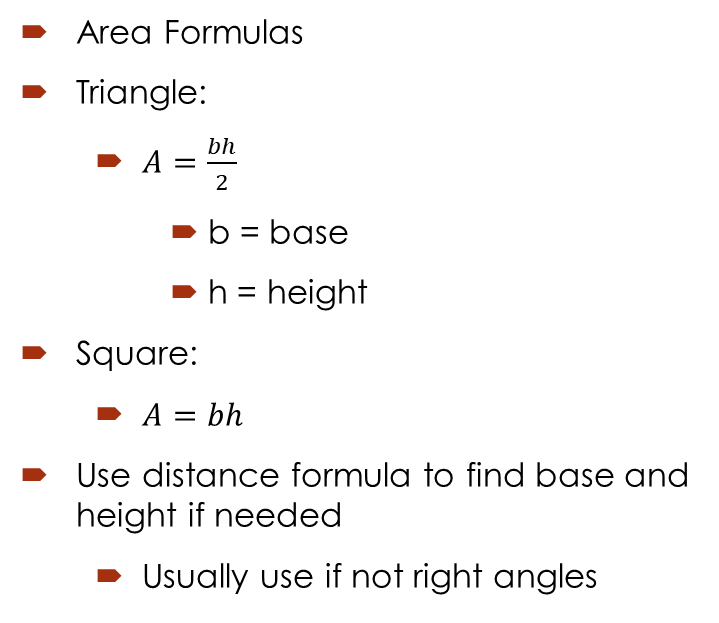 Area Formulas
Triangle:
A = bh/2
b = base
h = height
Square:
A = bh
Use distance formula to find base and
height if needed
Usually use if not right angles